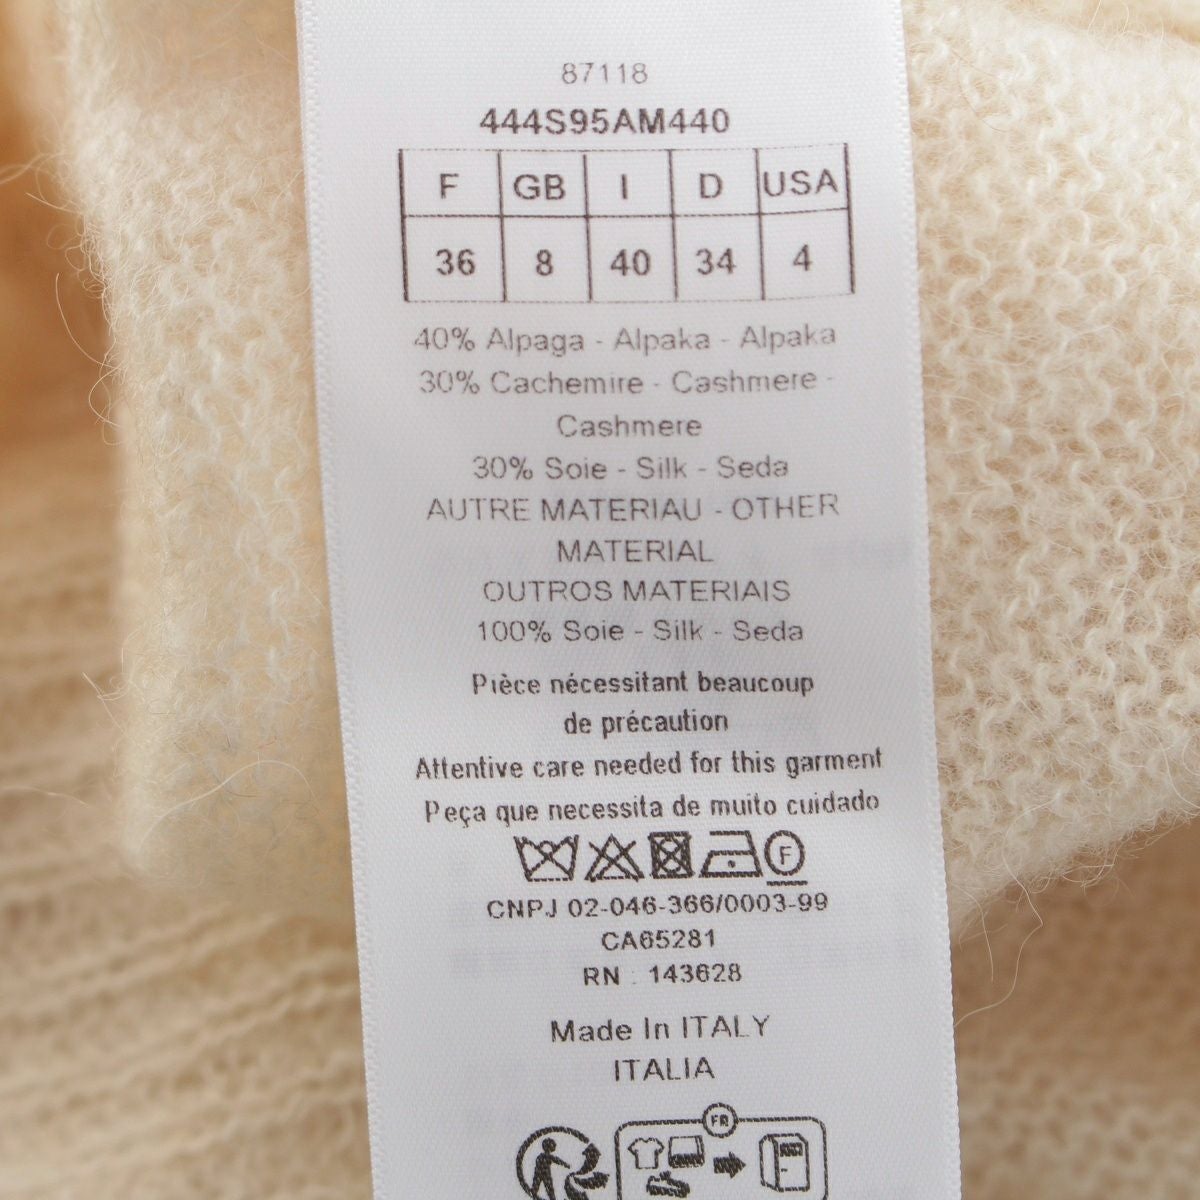 87118
444S95AM440
F GB I D USA
36 8 40 34 4
40% Alpaga - Alpaka - Alpaka
30% Cachemire - Cashmere -
Cashmere
30% Soie - Silk - Seda
AUTRE MATERIAU - OTHER
MATERIAL
OUTROS MATERIAIS
100% Soie - Silk - Seda
Pièce nécessitant beaucoup
de précaution
Attentive care needed for this garment
Peça que necessita de muito cuidado
F
CNPJ 02-046-366/0003-99
CA65281
RN : 143628
Made In ITALY
ITALIA
FR